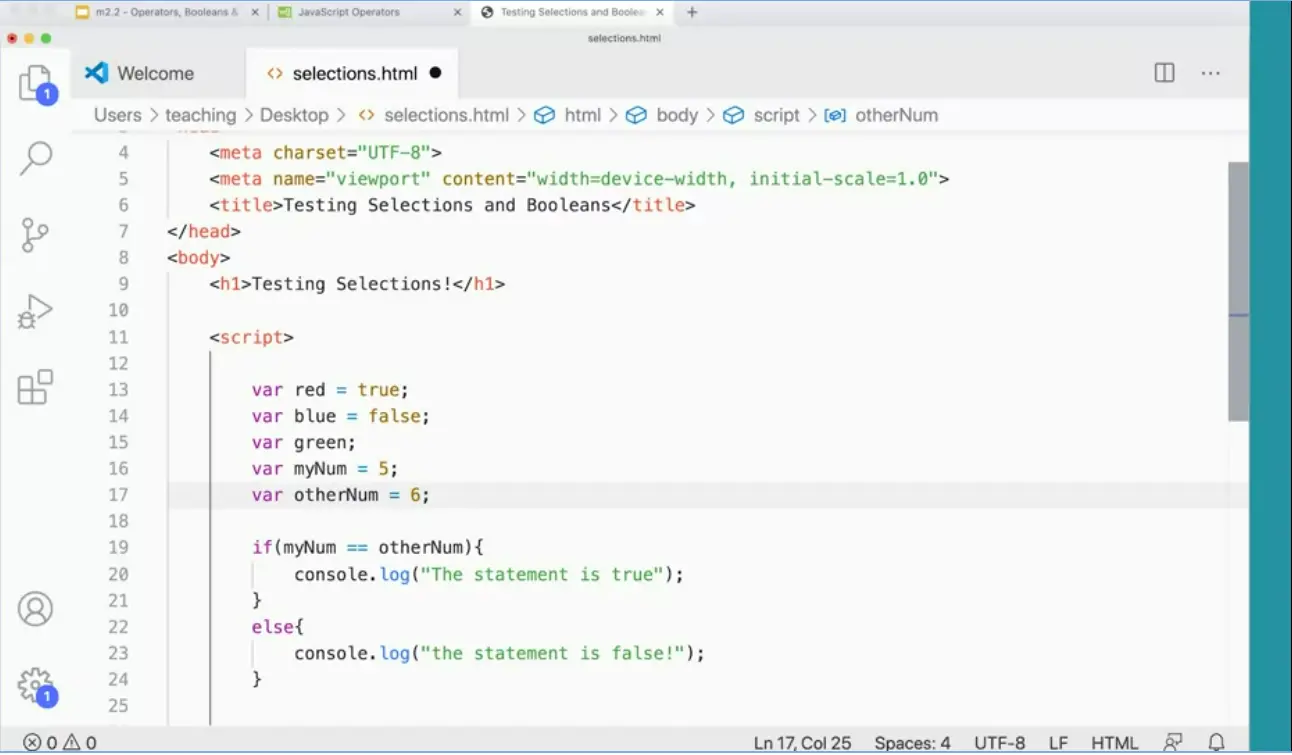 m2.2 - Operators, Booleans &
JavaScript Operators
Testing Selections and Boolea
selections.html
Welcome
selections.html
Users > teaching > Desktop > selections.html > html > body > script > otherNum
4 <meta charset="UTF-8">
5 <meta name="viewport" content="width=device-width, initial-scale=1.0">
6 <title>Testing Selections and Booleans</title>
7 </head>
8 <body>
9 <h1>Testing Selections!</h1>
10
11 <script>
12
13 var red = true;
14 var blue = false;
15 var green;
16 var myNum = 5;
17 var otherNum = 6;
18
19 if(myNum == otherNum){
20 console.log("The statement is true");
21 }
22 else{
23 console.log("the statement is false!");
24 }
25
1
1
0 0
Ln 17, Col 25 Spaces: 4 UTF-8 LF HTML